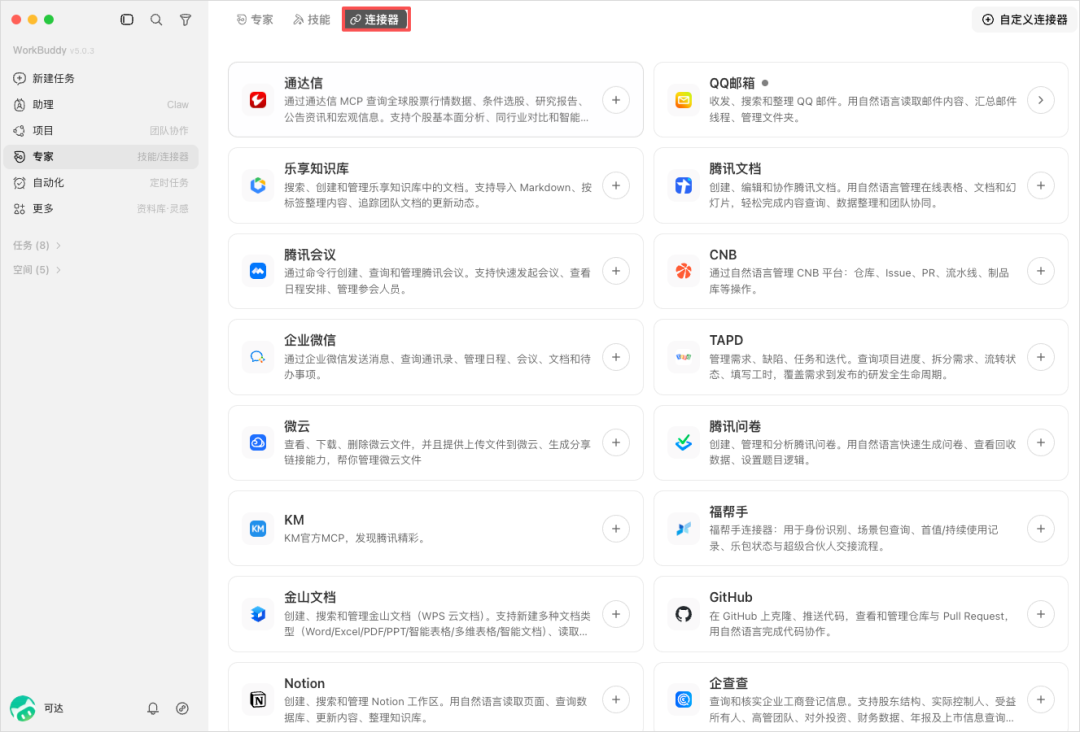 专家
技能
连接器
自定义连接器
WorkBuddy v5.0.3
新建任务
助理 Claw
项目 团队协作
专家 技能/连接器
自动化 定时任务
更多 资料库·灵感
任务 (8)
空间 (5)
可达
通达信
通过通达信 MCP 查询全球股票行情数据、条件选股、研究报告、
公告资讯和宏观信息。支持个股基本面分析、同行业对比和智能...
QQ邮箱
收发、搜索和整理 QQ 邮件。用自然语言读取邮件内容、汇总邮件
线程、管理文件夹。
乐享知识库
搜索、创建和管理乐享知识库中的文档。支持导入 Markdown、按
标签整理内容、追踪团队文档的更新动态。
腾讯文档
创建、编辑和协作腾讯文档。用自然语言管理在线表格、文档和幻
灯片，轻松完成内容查询、数据整理和团队协同。
腾讯会议
通过命令行创建、查询和管理腾讯会议。支持快速发起会议、查看
日程安排、管理参会人员。
CNB
通过自然语言管理 CNB 平台：仓库、Issue、PR、流水线、制品
库等操作。
企业微信
通过企业微信发送消息、查询通讯录、管理日程、会议、文档和待
办事项。
TAPD
管理需求、缺陷、任务和迭代。查询项目进度、拆分需求、流转状
态、填写工时，覆盖需求到发布的研发全生命周期。
微云
查看、下载、删除微云文件，并且提供上传文件到微云、生成分享
链接能力，帮你管理微云文件
腾讯问卷
创建、管理和分析腾讯问卷。用自然语言快速生成问卷、查看回收
数据、设置题目逻辑。
KM
KM
KM官方MCP，发现腾讯精彩。
福帮手
福帮手连接器：用于身份识别、场景包查询、首值/持续使用记
录、乐包状态与超级合伙人交接流程。
金山文档
创建、搜索和管理金山文档（WPS 云文档）。支持新建多种文档类
型（Word/Excel/PDF/PPT/智能表格/多维表格/智能文档）、读取...
GitHub
在 GitHub 上克隆、推送代码，查看和管理仓库与 Pull Request，
用自然语言完成代码协作。
Notion
创建、搜索和管理 Notion 工作区。用自然语言读取页面、查询数
据库、更新内容、整理知识库。
企查查
查询和核实企业工商登记信息。支持股东结构、实际控制人、受益
所有人、高管团队、对外投资、财务数据、年报及上市信息查询...